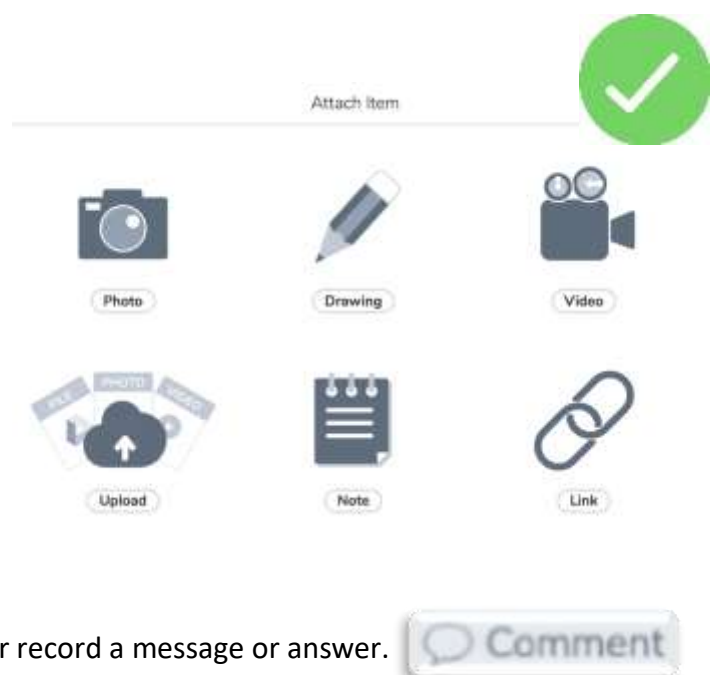 Attach Item
Photo
Drawing
Video
FILE
PHOTO
VIDEO
Upload
Note
Link
r record a message or answer.
Comment